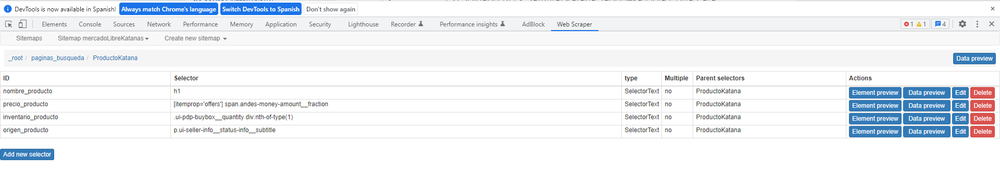 DevTools is now available in Spanish! Always match Chrome's language Switch DevTools to Spanish Don't show again
Elements Console Sources Network Performance Memory Application Security Lighthouse Recorder Performance insights AdBlock Web Scraper 1 1 4
Sitemaps Sitemap mercadoLibreKatanas Create new sitemap
_root / paginas_busqueda / ProductoKatana Data preview
ID Selector type Multiple Parent selectors Actions
nombre_producto h1 SelectorText no ProductoKatana Element preview Data preview Edit Delete
precio_producto [itemprop='offers'] span.andes-money-amount__fraction SelectorText no ProductoKatana Element preview Data preview Edit Delete
inventario_producto .ui-pdp-buybox__quantity div:nth-of-type(1) SelectorText no ProductoKatana Element preview Data preview Edit Delete
origen_producto p.ui-seller-info__status-info__subtitle SelectorText no ProductoKatana Element preview Data preview Edit Delete
Add new selector